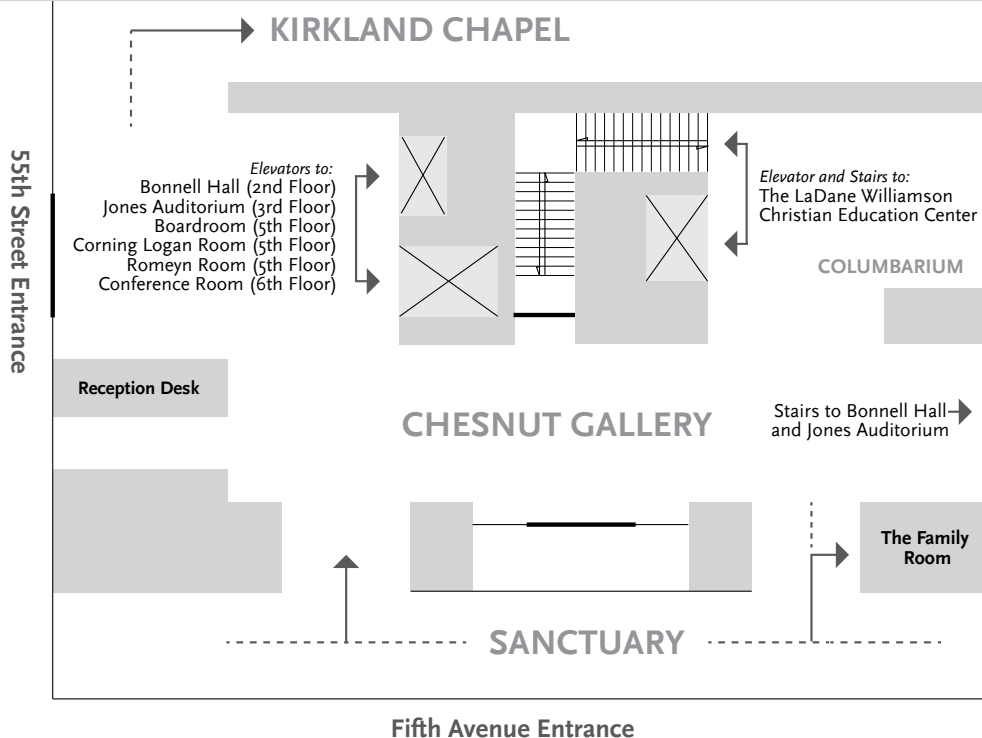 KIRKLAND CHAPEL
55th Street Entrance
Elevators to:
Bonnell Hall (2nd Floor)
Jones Auditorium (3rd Floor)
Boardroom (5th Floor)
Corning Logan Room (5th Floor)
Romeyn Room (5th Floor)
Conference Room (6th Floor)
Elevator and Stairs to:
The LaDane Williamson
Christian Education Center
COLUMBARIUM
Reception Desk
CHESNUT GALLERY
Stairs to Bonnell Hall
and Jones Auditorium
The Family
Room
SANCTUARY
Fifth Avenue Entrance